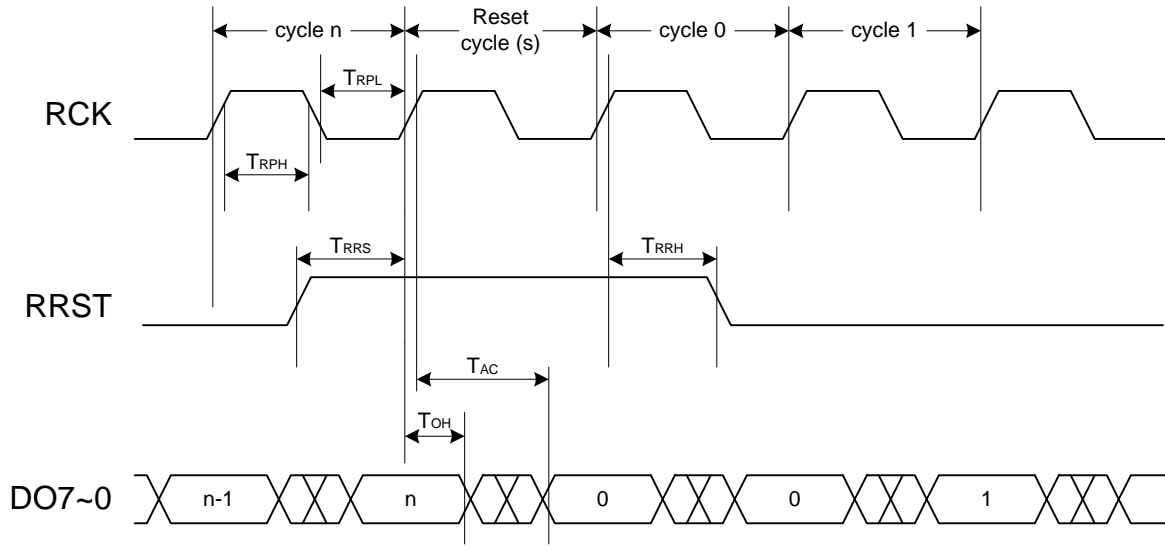 cycle n
Reset
cycle (s)
cycle 0
cycle 1
TRPL
RCK
TRPH
TRRS
TRRH
RRST
TAC
TOH
DO7~0
n-1
n
0
0
1